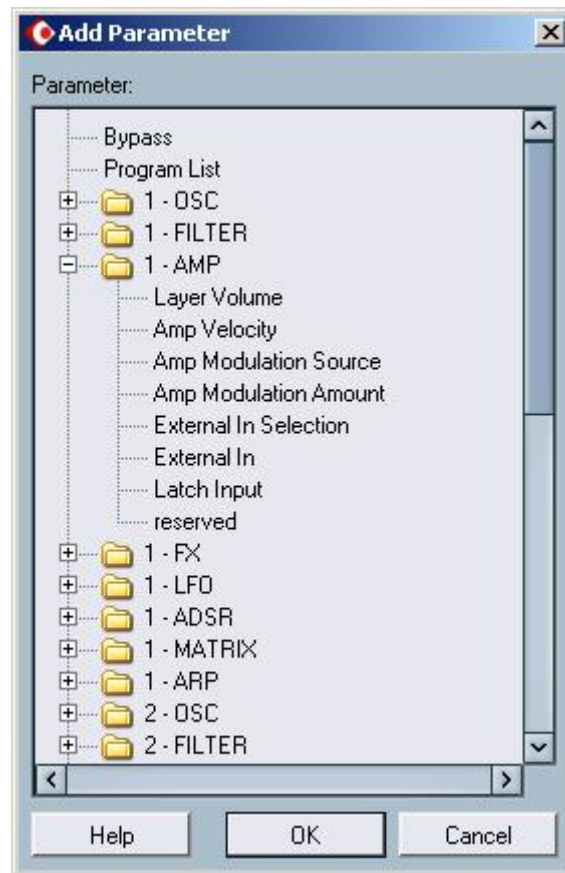 Add Parameter
Parameter:
Bypass
Program List
1 - OSC
1 - FILTER
1 - AMP
Layer Volume
Amp Velocity
Amp Modulation Source
Amp Modulation Amount
External In Selection
External In
Latch Input
reserved
1 - FX
1 - LFO
1 - ADSR
1 - MATRIX
1 - ARP
2 - OSC
2 - FILTER
Help OK Cancel